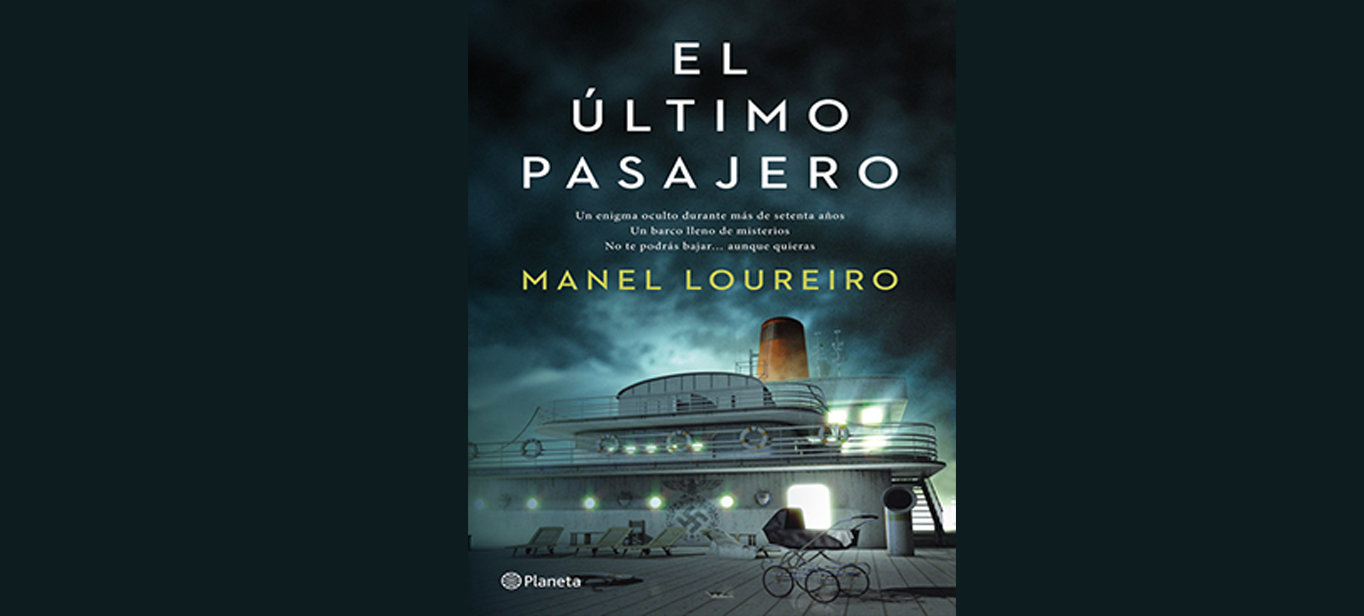 EL
ÚLTIMO
PASAJERO
Un enigma oculto durante más de setenta años
Un barco lleno de misterios
No te podrás bajar... aunque quieras
MANEL LOUREIRO
Planeta